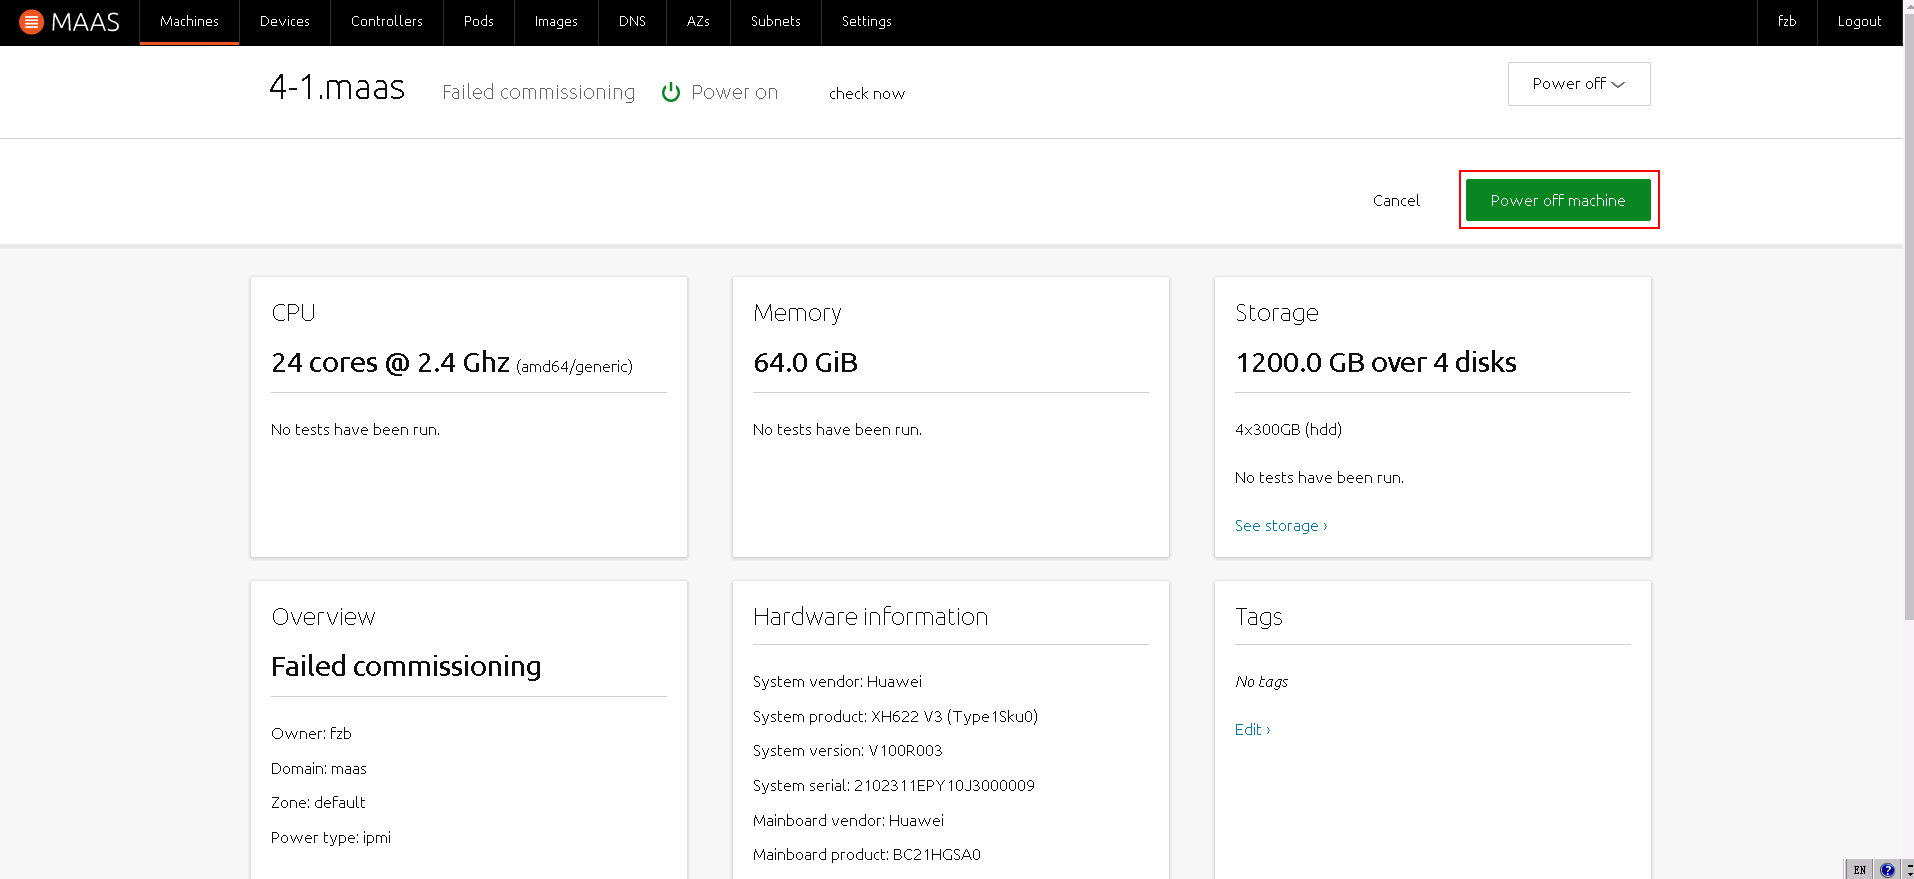 MAAS Machines Devices Controllers Pods Images DNS AZs Subnets Settings fzb Logout
4-1.maas Failed commissioning Power on check now Power off
Cancel Power off machine
CPU
24 cores @ 2.4 Ghz (amd64/generic)
No tests have been run.
Memory
64.0 GiB
No tests have been run.
Storage
1200.0 GB over 4 disks
4x300GB (hdd)
No tests have been run.
See storage ›
Overview
Failed commissioning
Owner: fzb
Domain: maas
Zone: default
Power type: ipmi
Hardware information
System vendor: Huawei
System product: XH622 V3 (Type1Sku0)
System version: V100R003
System serial: 2102311EPY10J3000009
Mainboard vendor: Huawei
Mainboard product: BC21HGSA0
Tags
No tags
Edit ›
EN ?